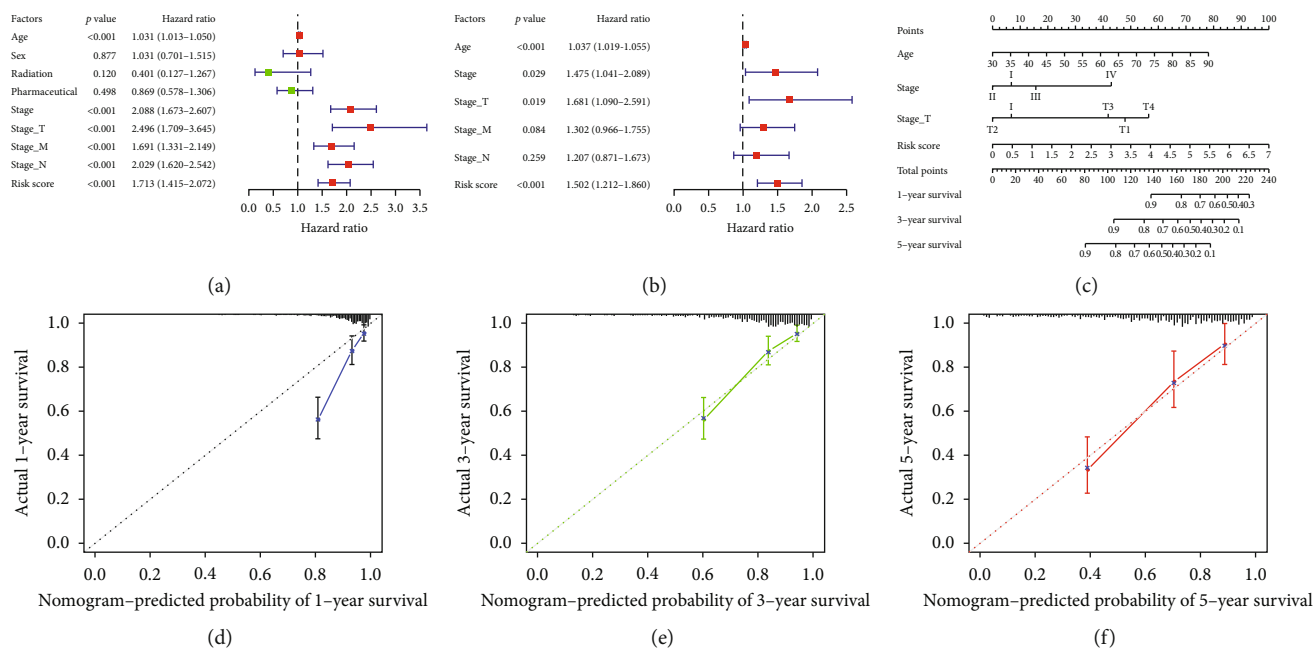 Factors p value Hazard ratio
Age <0.001 1.031 (1.013–1.050)
Sex 0.877 1.031 (0.701–1.515)
Radiation 0.120 0.401 (0.127–1.267)
Pharmaceutical 0.498 0.869 (0.578–1.306)
Stage <0.001 2.088 (1.673–2.607)
Stage_T <0.001 2.496 (1.709–3.645)
Stage_M <0.001 1.691 (1.331–2.149)
Stage_N <0.001 2.029 (1.620–2.542)
Risk score <0.001 1.713 (1.415–2.072)
0.0 0.5 1.0 1.5 2.0 2.5 3.0 3.5
Hazard ratio
(a)
Factors p value Hazard ratio
Age <0.001 1.037 (1.019–1.055)
Stage 0.029 1.475 (1.041–2.089)
Stage_T 0.019 1.681 (1.090–2.591)
Stage_M 0.084 1.302 (0.966–1.755)
Stage_N 0.259 1.207 (0.871–1.673)
Risk score <0.001 1.502 (1.212–1.860)
0.0 0.5 1.0 1.5 2.0 2.5
Hazard ratio
(b)
0 10 20 30 40 50 60 70 80 90 100
Points
Age
30 35 40 45 50 55 60 65 70 75 80 85 90
I IV
Stage
II III
I T3 T4
Stage_T
T2 T1
Risk score
0 0.5 1 1.5 2 2.5 3 3.5 4 4.5 5 5.5 6 6.5 7
Total points
0 20 40 60 80 100 120 140 160 180 200 220 240
1-year survival
0.9 0.8 0.7 0.6 0.5 0.4 0.3
3-year survival
0.9 0.8 0.7 0.6 0.5 0.4 0.3 0.2 0.1
5-year survival
0.9 0.8 0.7 0.6 0.5 0.4 0.3 0.2 0.1
(c)
Actual 1–year survival
1.0
0.8
0.6
0.4
0.2
0.0
0.0 0.2 0.4 0.6 0.8 1.0
Nomogram–predicted probability of 1–year survival
(d)
Actual 3–year survival
1.0
0.8
0.6
0.4
0.2
0.0
0.0 0.2 0.4 0.6 0.8 1.0
Nomogram–predicted probability of 3–year survival
(e)
Actual 5–year survival
1.0
0.8
0.6
0.4
0.2
0.0
0.0 0.2 0.4 0.6 0.8 1.0
Nomogram–predicted probability of 5–year survival
(f)